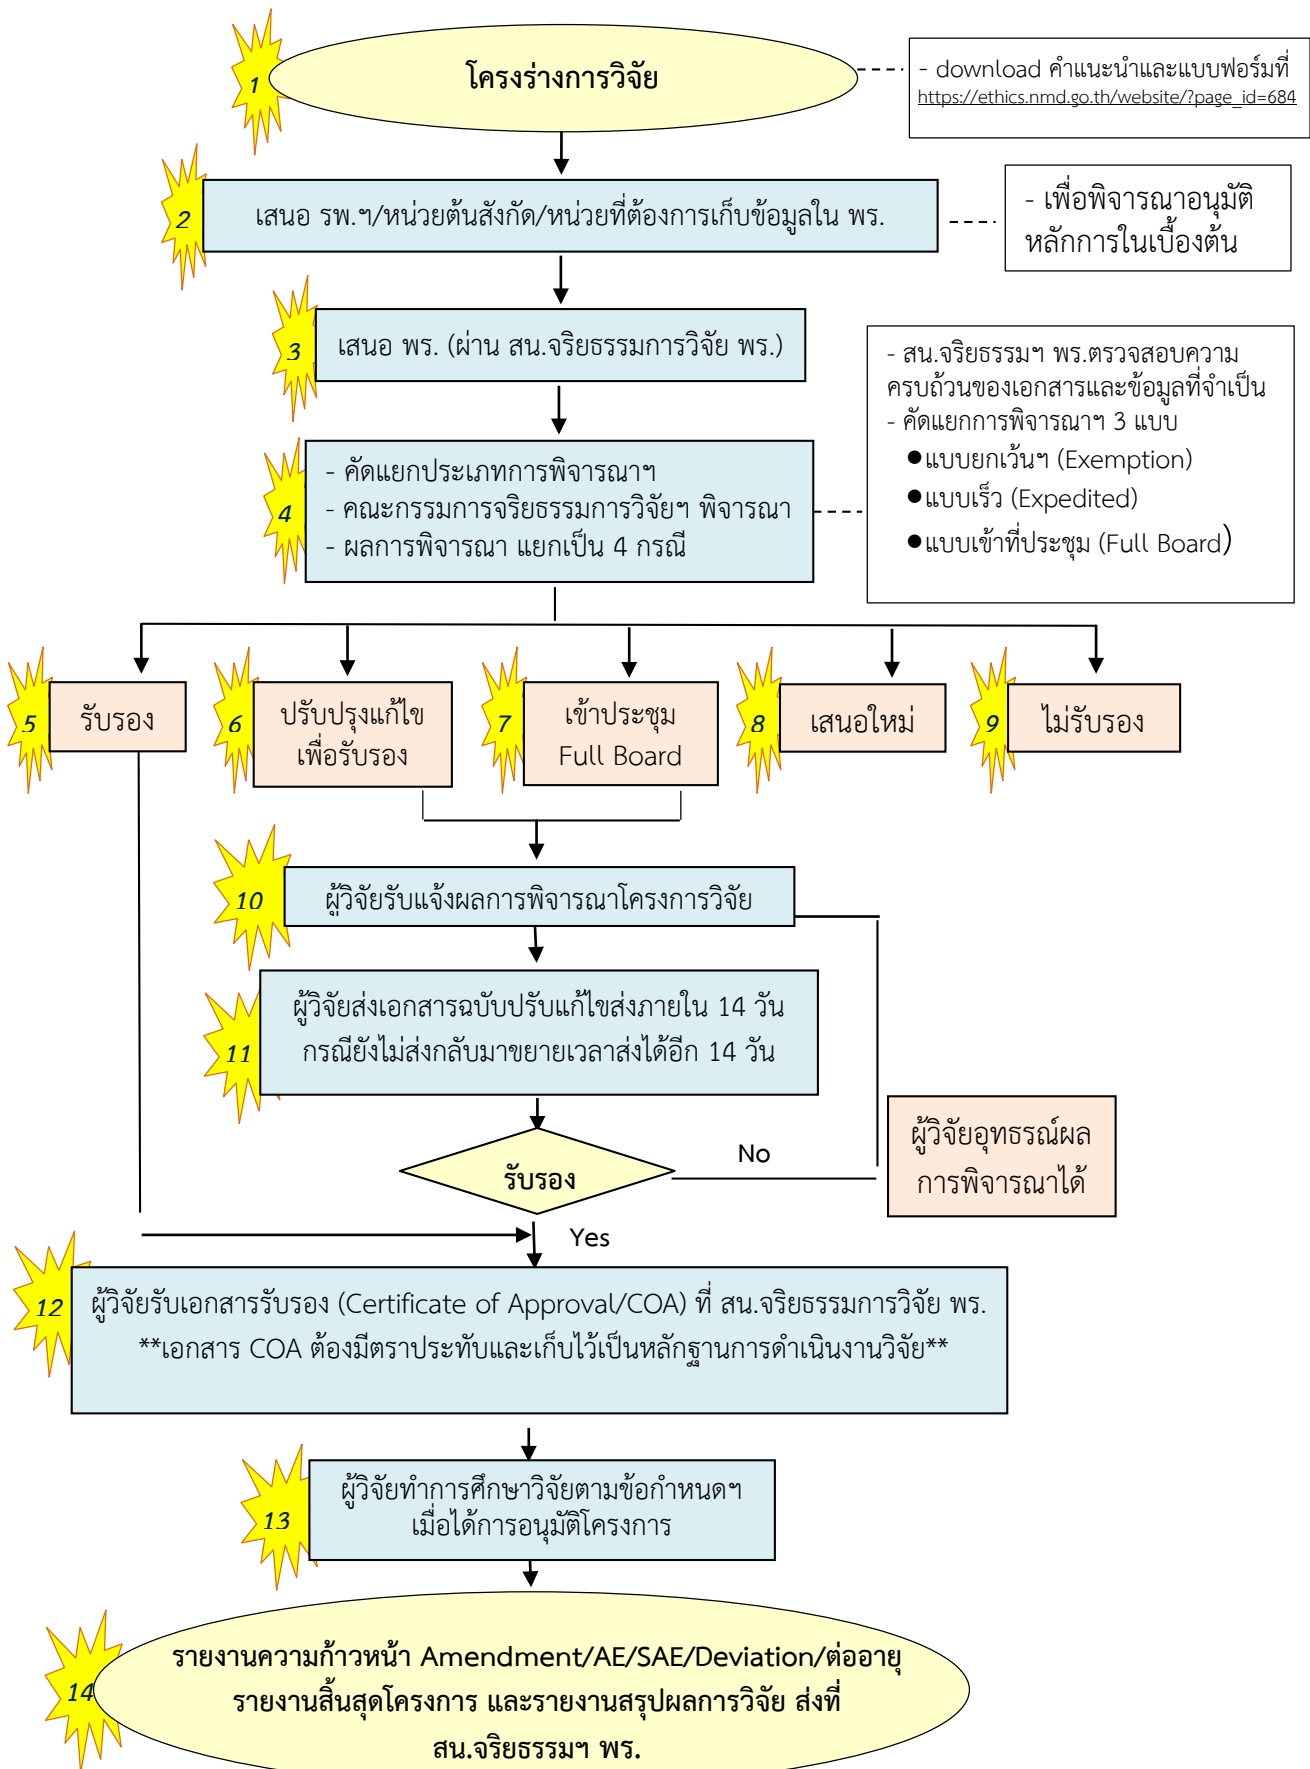 1
โครงร่างการวิจัย
- download คำแนะนำและแบบฟอร์มที่
https://ethics.nmd.go.th/website/?page_id=684
2
เสนอ รพ.ฯ/หน่วยต้นสังกัด/หน่วยที่ต้องการเก็บข้อมูลใน พร.
- เพื่อพิจารณาอนุมัติ
หลักการในเบื้องต้น
3
เสนอ พร. (ผ่าน สน.จริยธรรมการวิจัย พร.)
4
- คัดแยกประเภทการพิจารณาฯ
- คณะกรรมการจริยธรรมการวิจัยฯ พิจารณา
- ผลการพิจารณา แยกเป็น 4 กรณี
- สน.จริยธรรมฯ พร.ตรวจสอบความ
ครบถ้วนของเอกสารและข้อมูลที่จำเป็น
- คัดแยกการพิจารณาฯ 3 แบบ
●แบบยกเว้นฯ (Exemption)
●แบบเร็ว (Expedited)
●แบบเข้าที่ประชุม (Full Board)
5
รับรอง
6
ปรับปรุงแก้ไข
เพื่อรับรอง
7
เข้าประชุม
Full Board
8
เสนอใหม่
9
ไม่รับรอง
10
ผู้วิจัยรับแจ้งผลการพิจารณาโครงการวิจัย
11
ผู้วิจัยส่งเอกสารฉบับปรับแก้ไขส่งภายใน 14 วัน
กรณียังไม่ส่งกลับมาขยายเวลาส่งได้อีก 14 วัน
ผู้วิจัยอุทธรณ์ผล
การพิจารณาได้
รับรอง
No
Yes
12
ผู้วิจัยรับเอกสารรับรอง (Certificate of Approval/COA) ที่ สน.จริยธรรมการวิจัย พร.
**เอกสาร COA ต้องมีตราประทับและเก็บไว้เป็นหลักฐานการดำเนินงานวิจัย**
13
ผู้วิจัยทำการศึกษาวิจัยตามข้อกำหนดฯ
เมื่อได้การอนุมัติโครงการ
14
รายงานความก้าวหน้า Amendment/AE/SAE/Deviation/ต่ออายุ
รายงานสิ้นสุดโครงการ และรายงานสรุปผลการวิจัย ส่งที่
สน.จริยธรรมฯ พร.